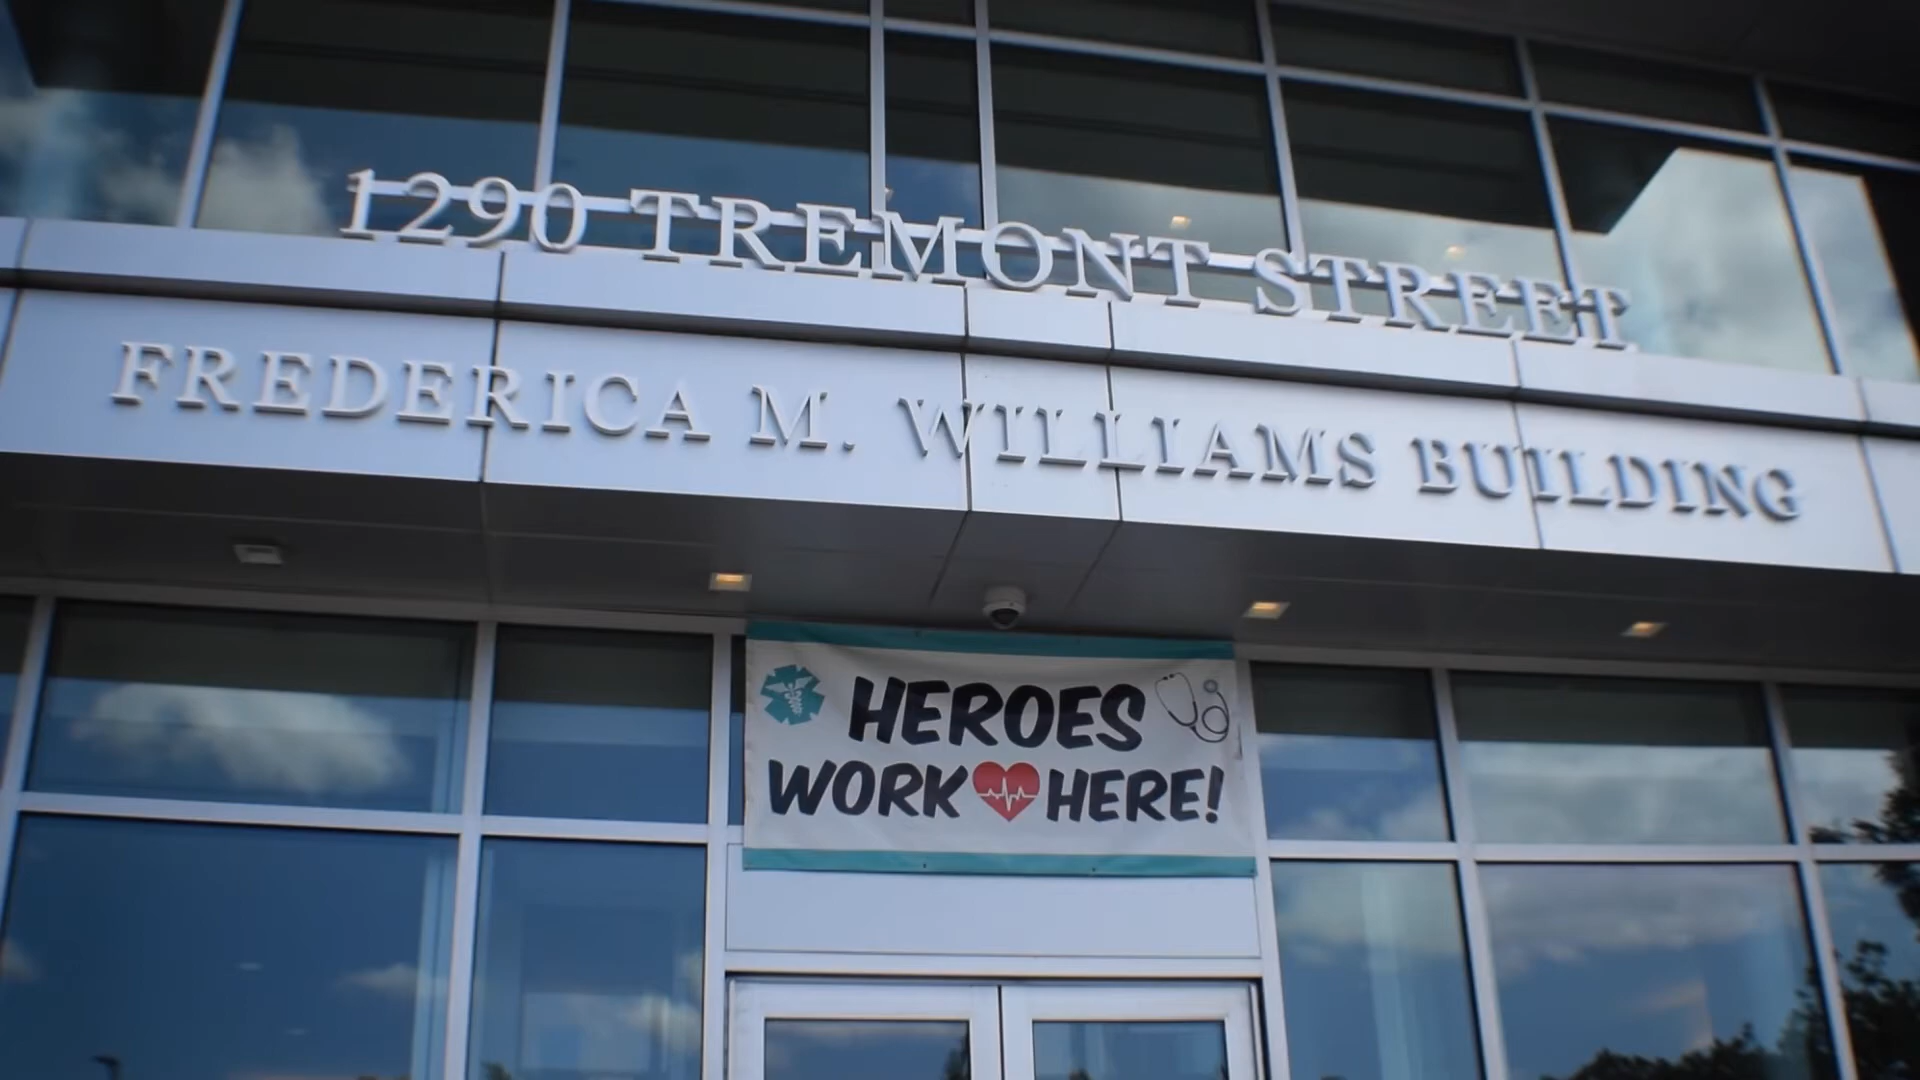 1290 TREMONT STREET
FREDERICA M. WILLIAMS BUILDING
HEROES
WORK HERE!